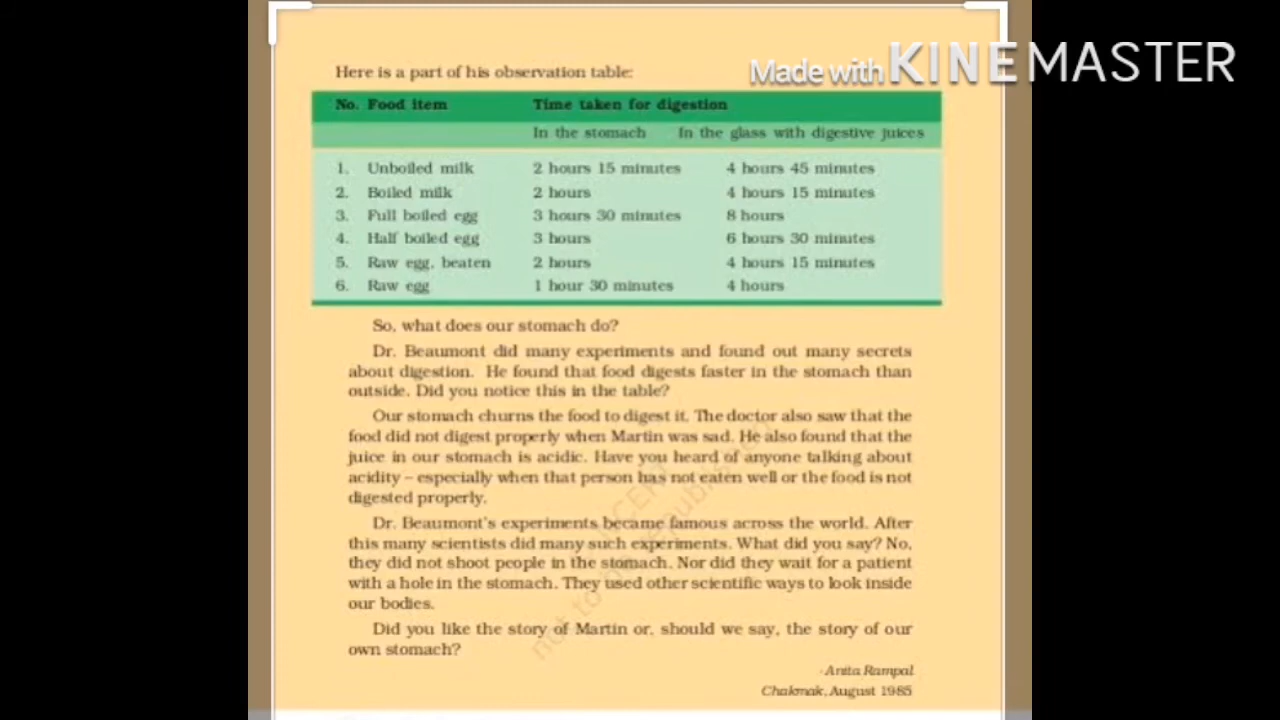 Made with KINEMASTER
Here is a part of his observation table:
No. Food item Time taken for digestion
In the stomach In the glass with digestive juices
1. Unboiled milk 2 hours 15 minutes 4 hours 45 minutes
2. Boiled milk 2 hours 4 hours 15 minutes
3. Full boiled egg 3 hours 30 minutes 8 hours
4. Half boiled egg 3 hours 6 hours 30 minutes
5. Raw egg, beaten 2 hours 4 hours 15 minutes
6. Raw egg 1 hour 30 minutes 4 hours
So, what does our stomach do?
Dr. Beaumont did many experiments and found out many secrets
about digestion. He found that food digests faster in the stomach than
outside. Did you notice this in the table?
Our stomach churns the food to digest it. The doctor also saw that the
food did not digest properly when Martin was sad. He also found that the
juice in our stomach is acidic. Have you heard of anyone talking about
acidity – especially when that person has not eaten well or the food is not
digested properly.
Dr. Beaumont's experiments became famous across the world. After
this many scientists did many such experiments. What did you say? No,
they did not shoot people in the stomach. Nor did they wait for a patient
with a hole in the stomach. They used other scientific ways to look inside
our bodies.
Did you like the story of Martin or, should we say, the story of our
own stomach?
-Anita Rampal
Chakmak, August 1985